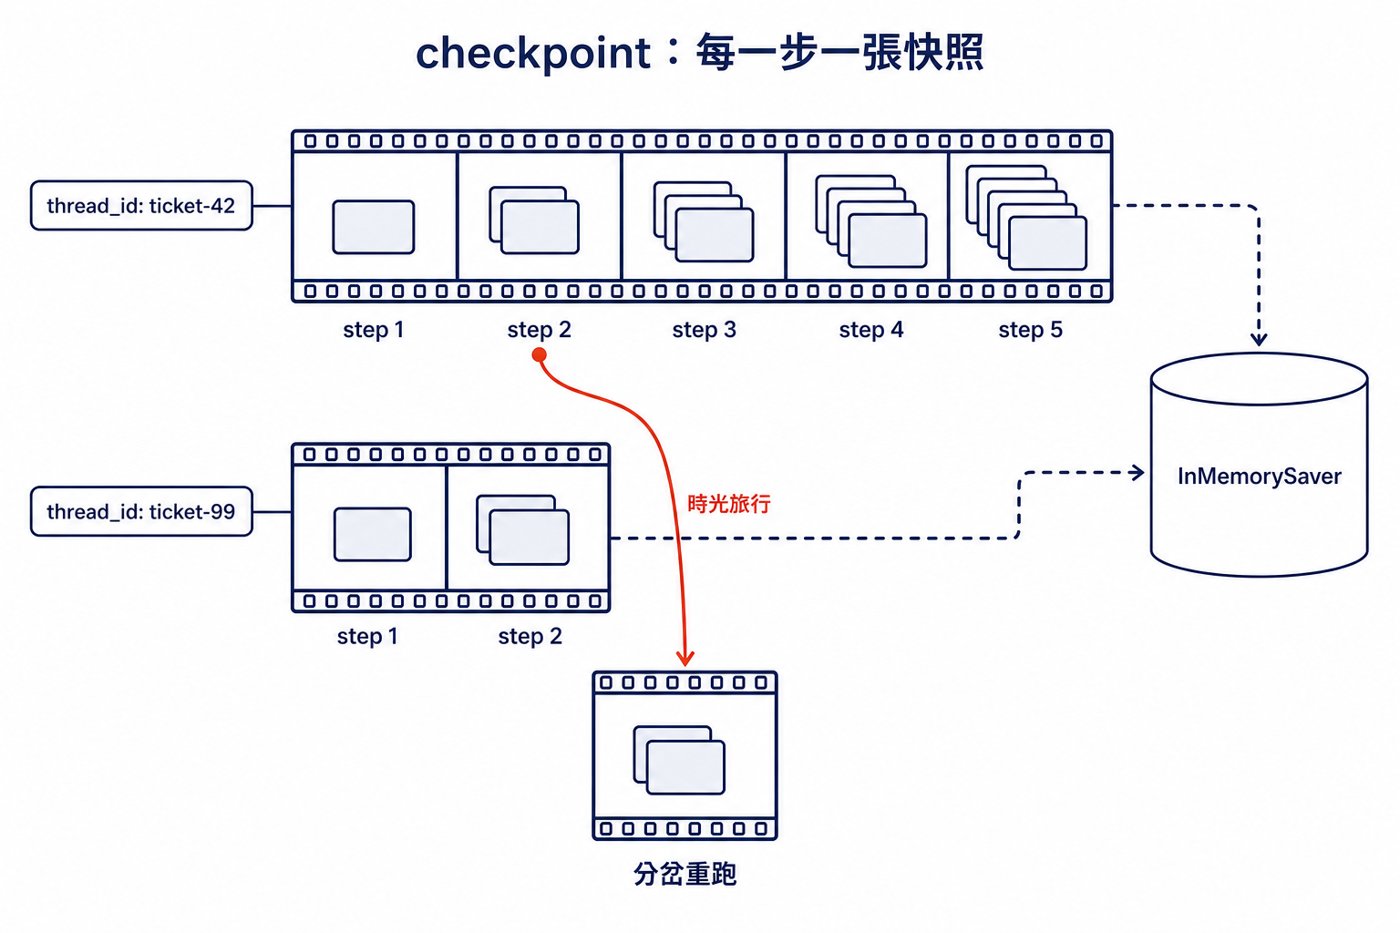 checkpoint：每一步一張快照
thread_id: ticket-42
step 1
step 2
step 3
step 4
step 5
InMemorySaver
thread_id: ticket-99
時光旅行
step 1
step 2
分岔重跑